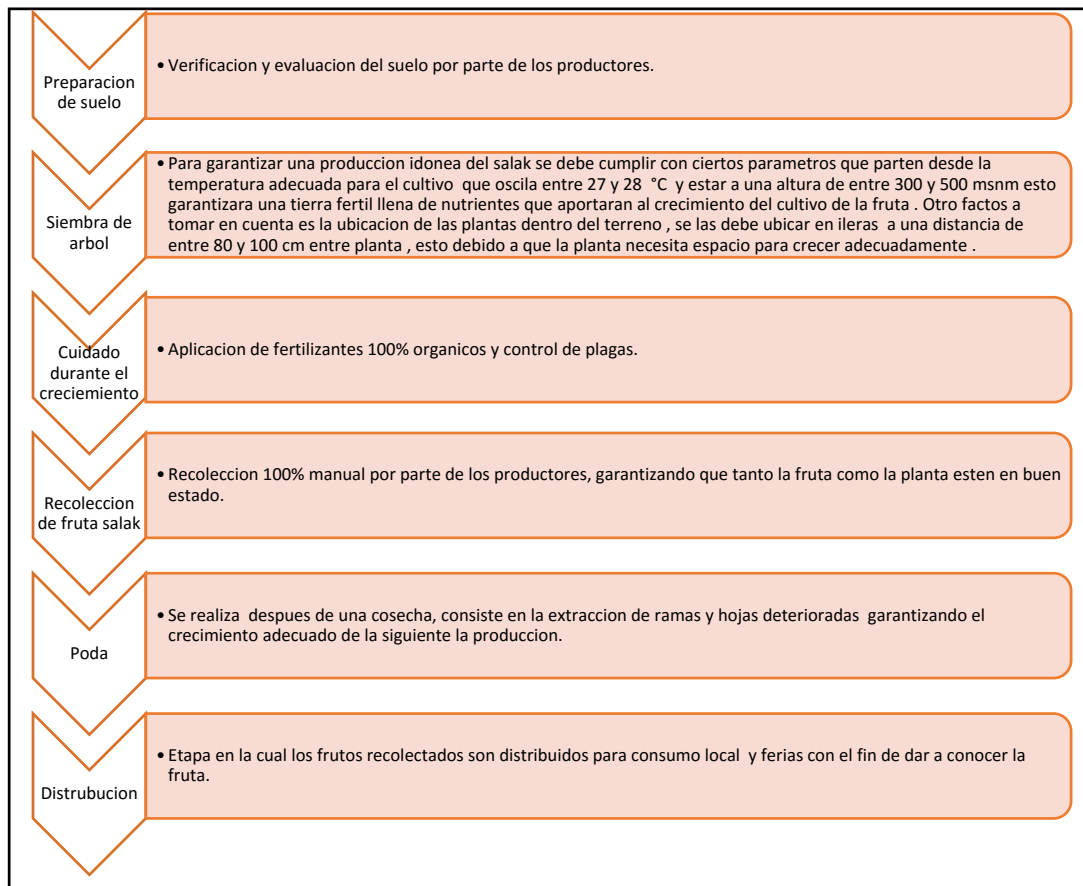 Preparacion
de suelo
• Verificacion y evaluacion del suelo por parte de los productores.
Siembra de
arbol
• Para garantizar una produccion idonea del salak se debe cumplir con ciertos parametros que parten desde la
temperatura adecuada para el cultivo que oscila entre 27 y 28 °C y estar a una altura de entre 300 y 500 msnm esto
garantizara una tierra fertil llena de nutrientes que aportaran al crecimiento del cultivo de la fruta . Otro factos a
tomar en cuenta es la ubicacion de las plantas dentro del terreno , se las debe ubicar en ileras a una distancia de
entre 80 y 100 cm entre planta , esto debido a que la planta necesita espacio para crecer adecuadamente .
Cuidado
durante el
creciemiento
• Aplicacion de fertilizantes 100% organicos y control de plagas.
Recoleccion
de fruta salak
• Recoleccion 100% manual por parte de los productores, garantizando que tanto la fruta como la planta esten en buen
estado.
Poda
• Se realiza despues de una cosecha, consiste en la extraccion de ramas y hojas deterioradas garantizando el
crecimiento adecuado de la siguiente la produccion.
Distrubucion
• Etapa en la cual los frutos recolectados son distribuidos para consumo local y ferias con el fin de dar a conocer la
fruta.